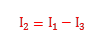 I₂ = I₁ − I₃